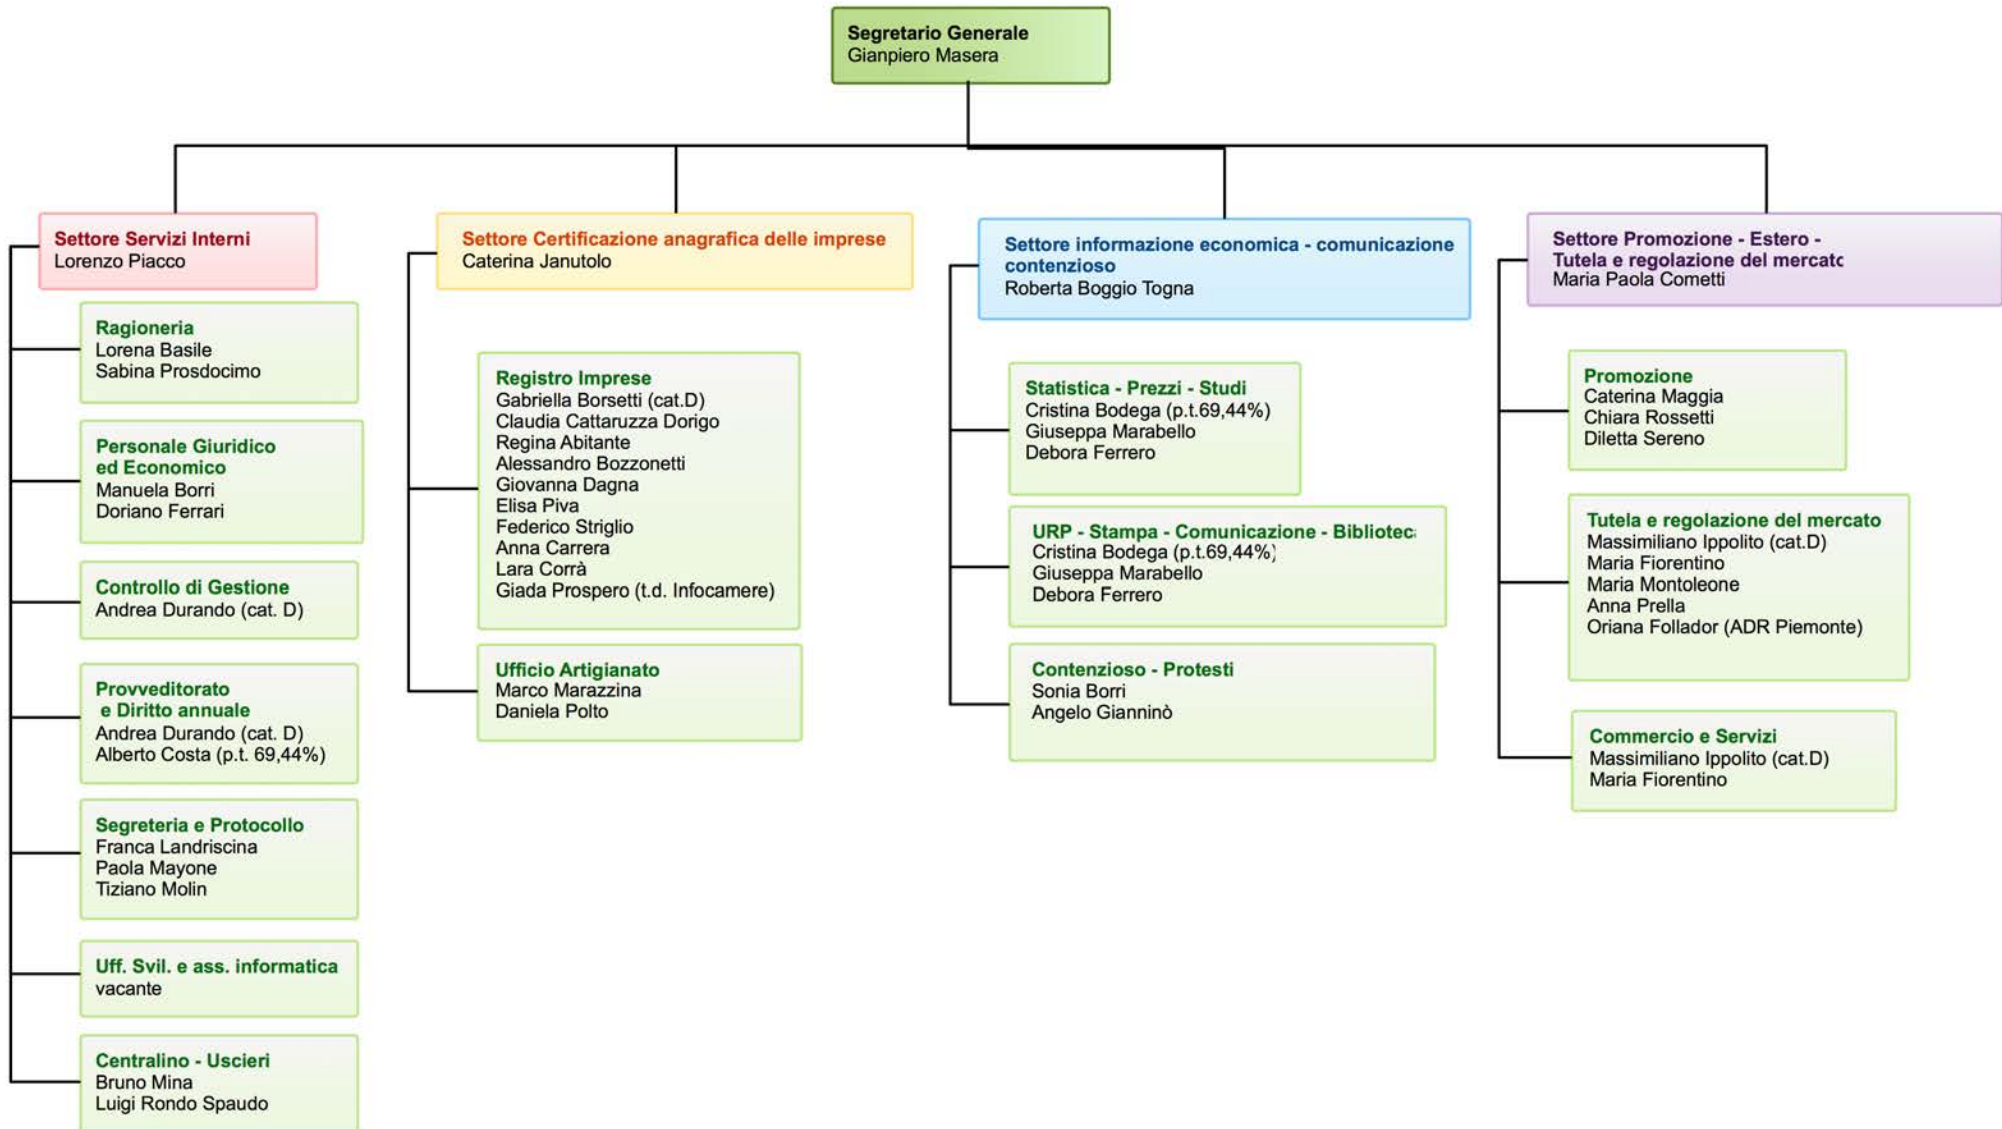 Segretario Generale
Gianpiero Masera
Settore Servizi Interni
Lorenzo Piacco
Ragioneria
Lorena Basile
Sabina Prosdocimo
Personale Giuridico
ed Economico
Manuela Borri
Doriano Ferrari
Controllo di Gestione
Andrea Durando (cat. D)
Provveditorato
e Diritto annuale
Andrea Durando (cat. D)
Alberto Costa (p.t. 69,44%)
Segreteria e Protocollo
Franca Landriscina
Paola Mayone
Tiziano Molin
Uff. Svil. e ass. informatica
vacante
Centralino - Uscieri
Bruno Mina
Luigi Rondo Spaudo
Settore Certificazione anagrafica delle imprese
Caterina Janutolo
Registro Imprese
Gabriella Borsetti (cat.D)
Claudia Cattaruzza Dorigo
Regina Abitante
Alessandro Bozzonetti
Giovanna Dagna
Elisa Piva
Federico Striglio
Anna Carrera
Lara Corrà
Giada Prospero (t.d. Infocamere)
Ufficio Artigianato
Marco Marazzina
Daniela Polto
Settore informazione economica - comunicazione
contenzioso
Roberta Boggio Togna
Statistica - Prezzi - Studi
Cristina Bodega (p.t.69,44%)
Giuseppa Marabello
Debora Ferrero
URP - Stampa - Comunicazione - Bibliotec
Cristina Bodega (p.t.69,44%)
Giuseppa Marabello
Debora Ferrero
Contenzioso - Protesti
Sonia Borri
Angelo Gianninò
Settore Promozione - Estero -
Tutela e regolazione del mercato
Maria Paola Cometti
Promozione
Caterina Maggia
Chiara Rossetti
Diletta Sereno
Tutela e regolazione del mercato
Massimiliano Ippolito (cat.D)
Maria Fiorentino
Maria Montoleone
Anna Prella
Oriana Follador (ADR Piemonte)
Commercio e Servizi
Massimiliano Ippolito (cat.D)
Maria Fiorentino